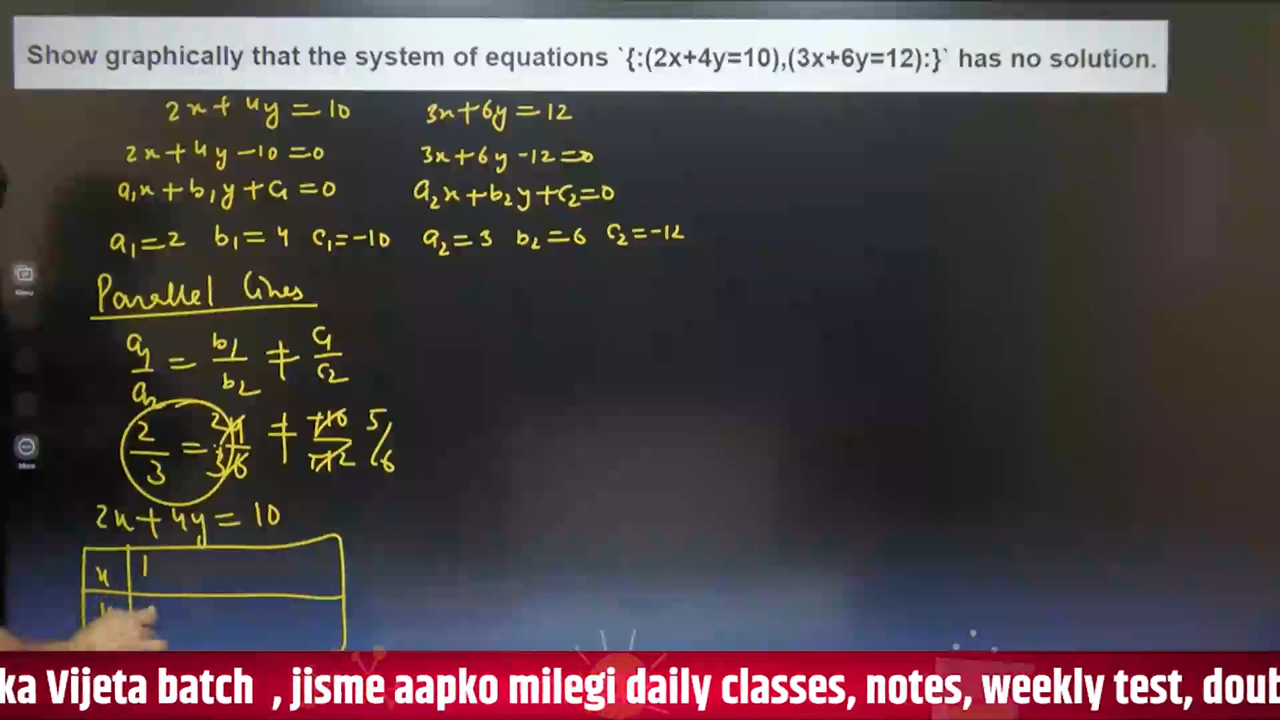 Show graphically that the system of equations `{:(2x+4y=10),(3x+6y=12):}` has no solution.
2x + 4y = 10 3x+6y = 12
2x + 4y -10 =0 3x+6y -12=0
a₁x + b₁y + c₁ = 0 a₂x+b₂y+c₂=0
a₁=2 b₁= 4 c₁=-10 a₂= 3 b₂=6 c₂=-12
Parallel lines
a₁/a₂ = b₁/b₂ ≠ c₁/c₂
2/3 = 2 4/3 6 ≠ -10/-12 5/6
2x + 4y = 10
x 1
ka Vijeta batch , jisme aapko milegi daily classes, notes, weekly test, doub